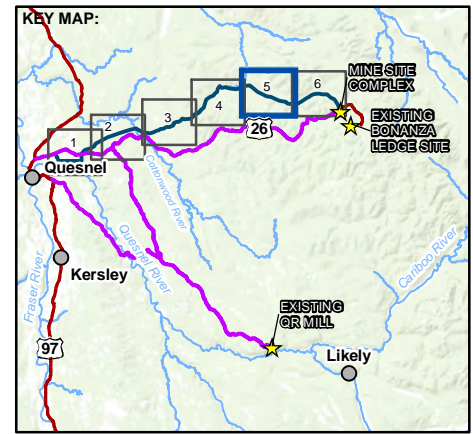 KEY MAP:
MINE SITE
COMPLEX
5
6
4
3
2
1
26
EXISTING
BONANZA
LEDGE SITE
Quesnel
Cottonwood River
Quesnel River
Cariboo River
Fraser River
Kersley
EXISTING
QR MILL
97
Likely